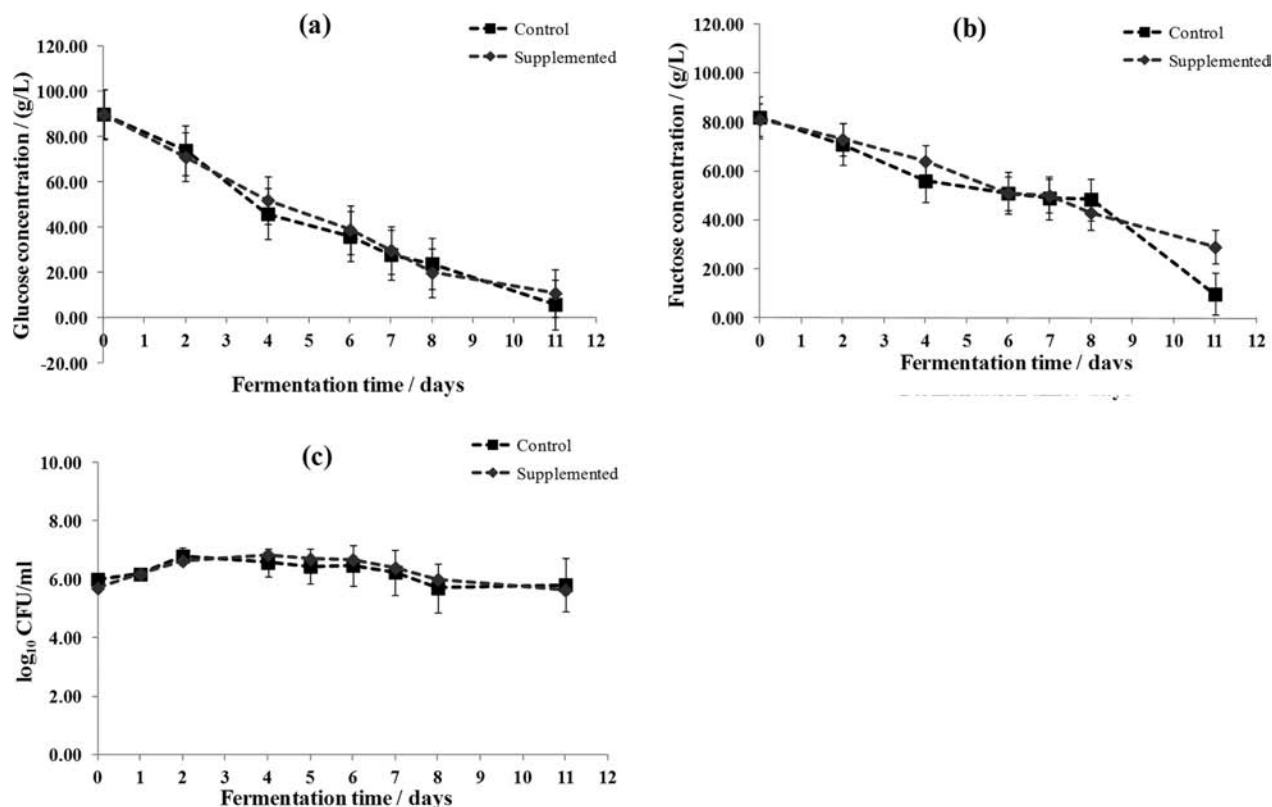 (a)
Control
Supplemented
Glucose concentration / (g/L)
120.00
100.00
80.00
60.00
40.00
20.00
0.00
-20.00
0 1 2 3 4 5 6 7 8 9 10 11 12
Fermentation time / days
(b)
Control
Supplemented
Fuctose concentration / (g/L)
120.00
100.00
80.00
60.00
40.00
20.00
0.00
0 1 2 3 4 5 6 7 8 9 10 11 12
Fermentation time / days
(c)
Control
Supplemented
log₁₀ CFU/ml
10.00
8.00
6.00
4.00
2.00
0.00
0 1 2 3 4 5 6 7 8 9 10 11 12
Fermentation time / days